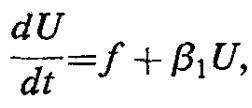 dU/dt = f + β₁U,